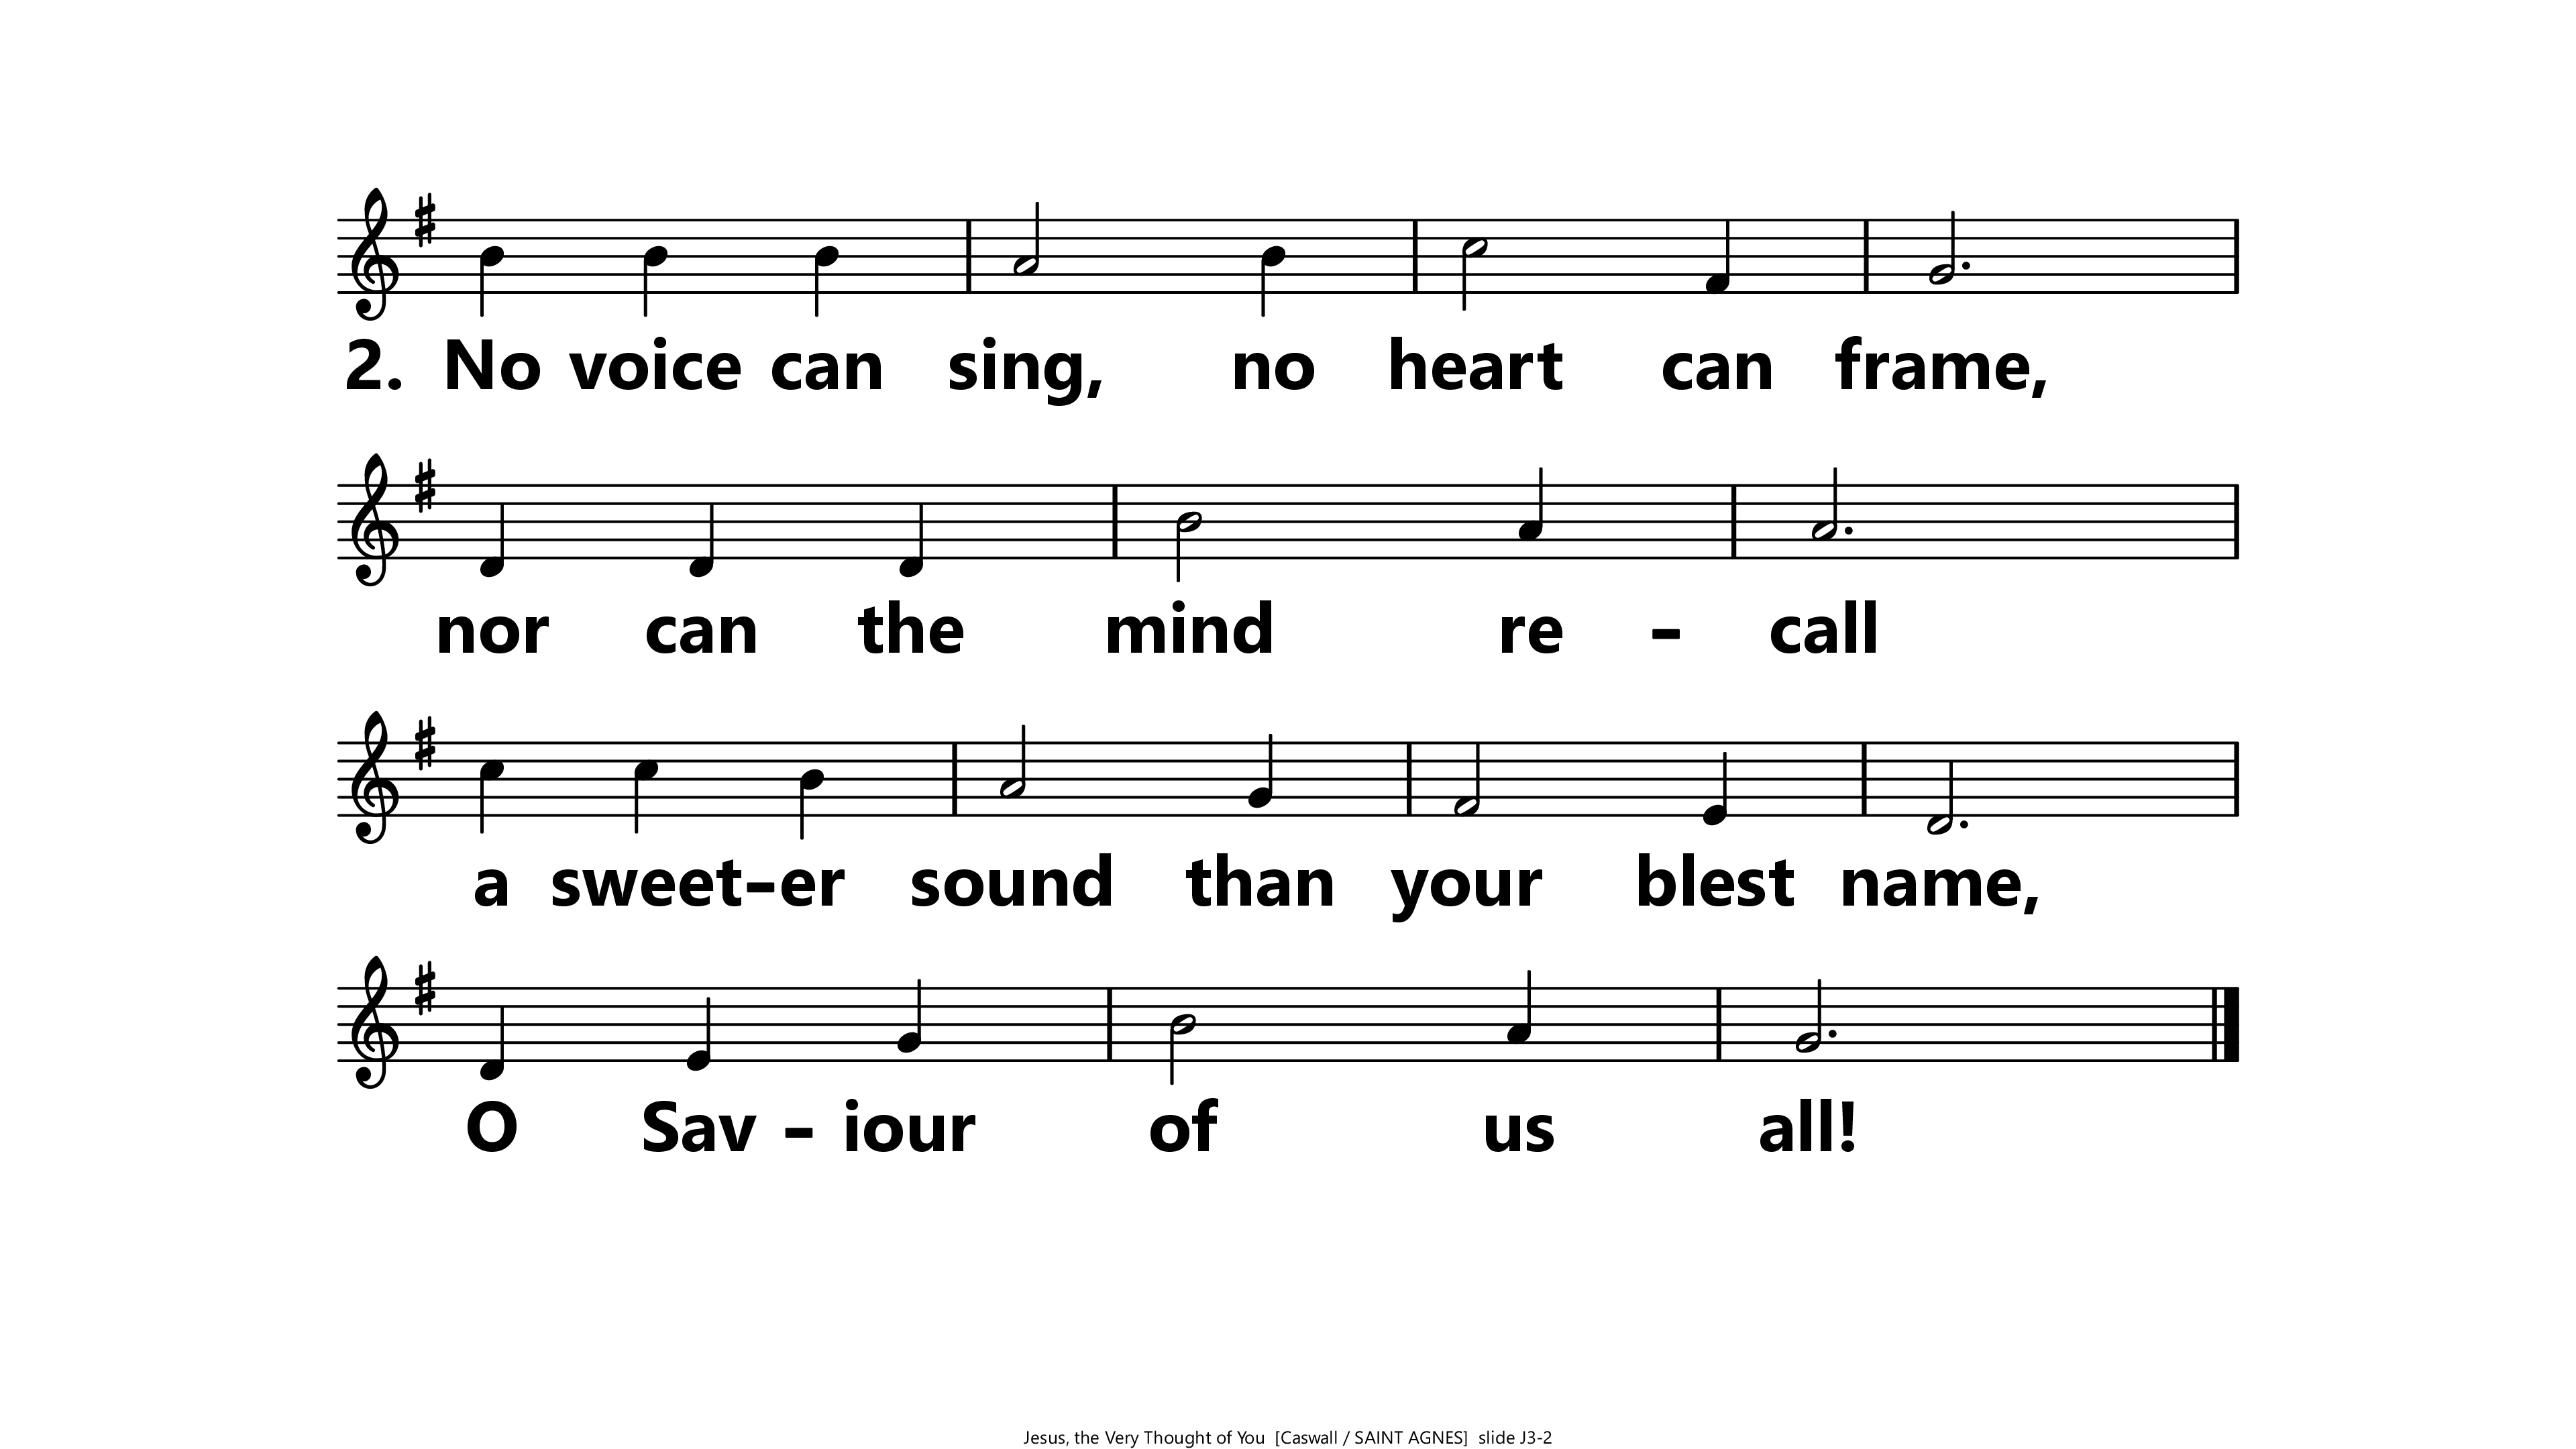 2. No voice can sing, no heart can frame,
nor can the mind re - call
a sweet-er sound than your blest name,
O Sav - iour of us all!
Jesus, the Very Thought of You [Caswall / SAINT AGNES] slide J3-2